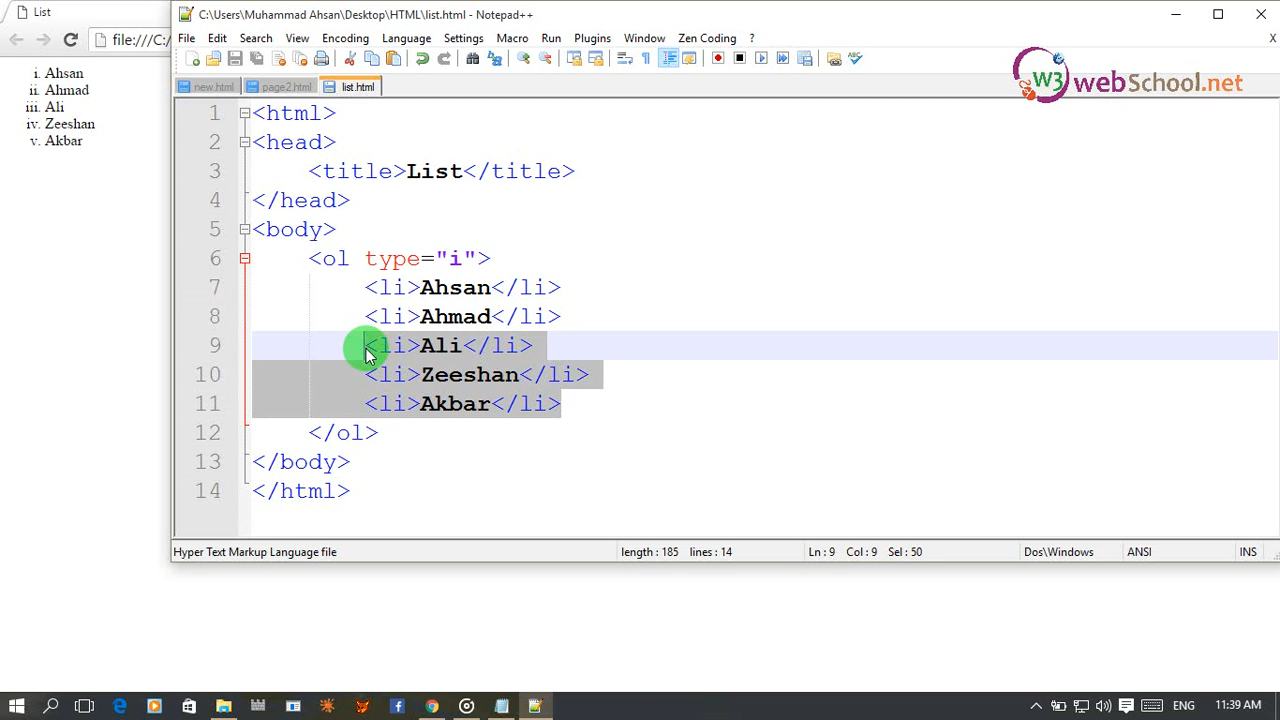 List
C:\Users\Muhammad Ahsan\Desktop\HTML\list.html - Notepad++
file:///C:/
File Edit Search View Encoding Language Settings Macro Run Plugins Window Zen Coding ? X
W3 webSchool.net
new.html page2.html list.html
i. Ahsan
ii. Ahmad
iii. Ali
iv. Zeeshan
v. Akbar
1 <html>
2 <head>
3 <title>List</title>
4 </head>
5 <body>
6 <ol type="i">
7 <li>Ahsan</li>
8 <li>Ahmad</li>
9 <li>Ali</li>
10 <li>Zeeshan</li>
11 <li>Akbar</li>
12 </ol>
13 </body>
14 </html>
Hyper Text Markup Language file length : 185 lines : 14 Ln : 9 Col : 9 Sel : 50 Dos\Windows ANSI INS
ENG 11:39 AM